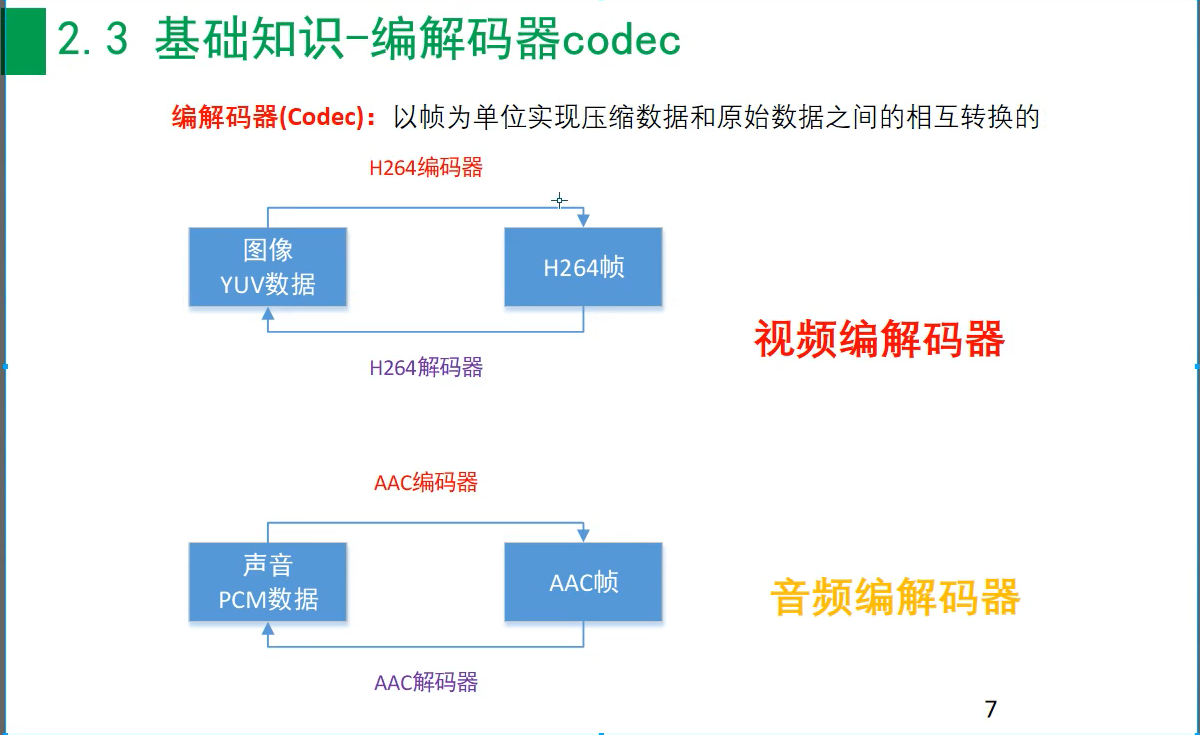 2.3 基础知识-编解码器codec
编解码器(Codec)：以帧为单位实现压缩数据和原始数据之间的相互转换的
H264编码器
图像
YUV数据
H264帧
视频编解码器
H264解码器
AAC编码器
声音
PCM数据
AAC帧
音频编解码器
AAC解码器
7